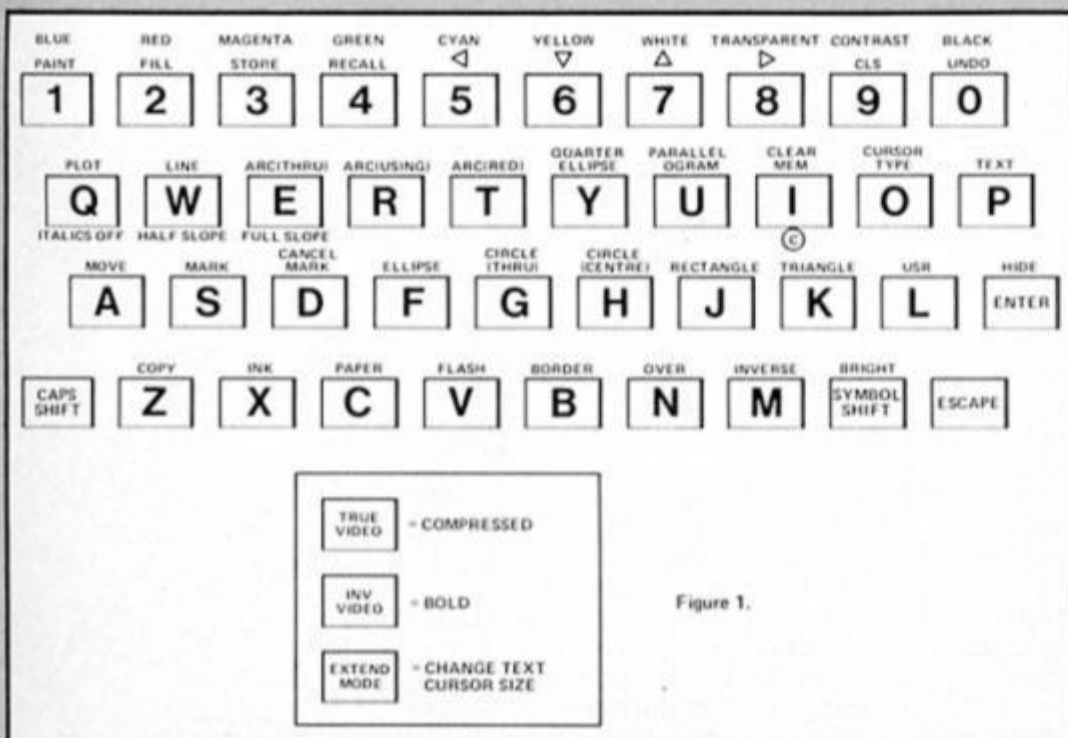 BLUE RED MAGENTA GREEN CYAN YELLOW WHITE TRANSPARENT CONTRAST BLACK
PAINT FILL STORE RECALL ◁ ▽ △ ▷ CLS UNDO
1 2 3 4 5 6 7 8 9 0
PLOT LINE ARC(THRU) ARC(USING) ARC(RED) QUARTER ELLIPSE PARALLEL OGRAM CLEAR MEM CURSOR TYPE TEXT
Q W E R T Y U I O P
ITALICS OFF HALF SLOPE FULL SLOPE ©
MOVE MARK CANCEL MARK ELLIPSE CIRCLE (THRU) CIRCLE (CENTRE) RECTANGLE TRIANGLE USR HIDE
A S D F G H J K L ENTER
COPY INK PAPER FLASH BORDER OVER INVERSE BRIGHT
CAPS SHIFT Z X C V B N M SYMBOL SHIFT ESCAPE
TRUE VIDEO = COMPRESSED
INV VIDEO = BOLD
Figure 1.
EXTEND MODE = CHANGE TEXT CURSOR SIZE